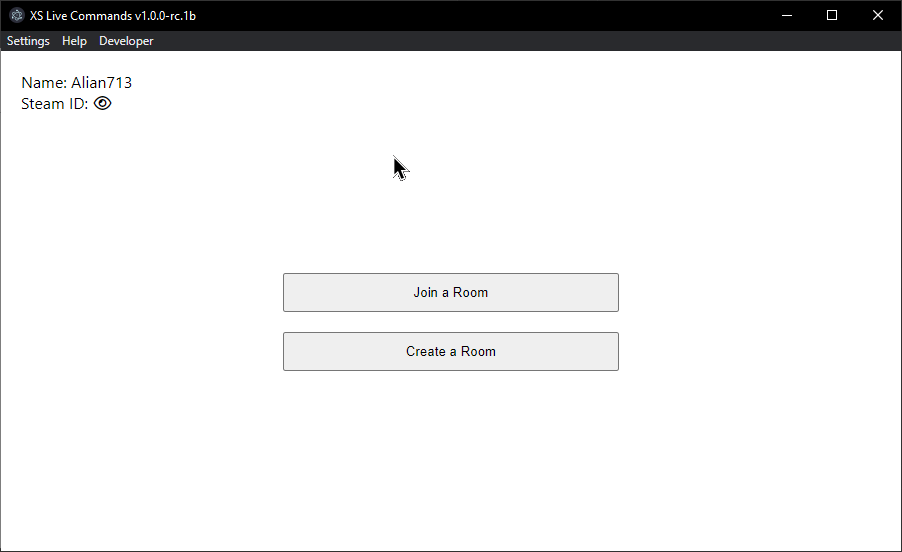 XS Live Commands v1.0.0-rc.1b
Settings Help Developer
Name: Alian713
Steam ID:
Join a Room
Create a Room